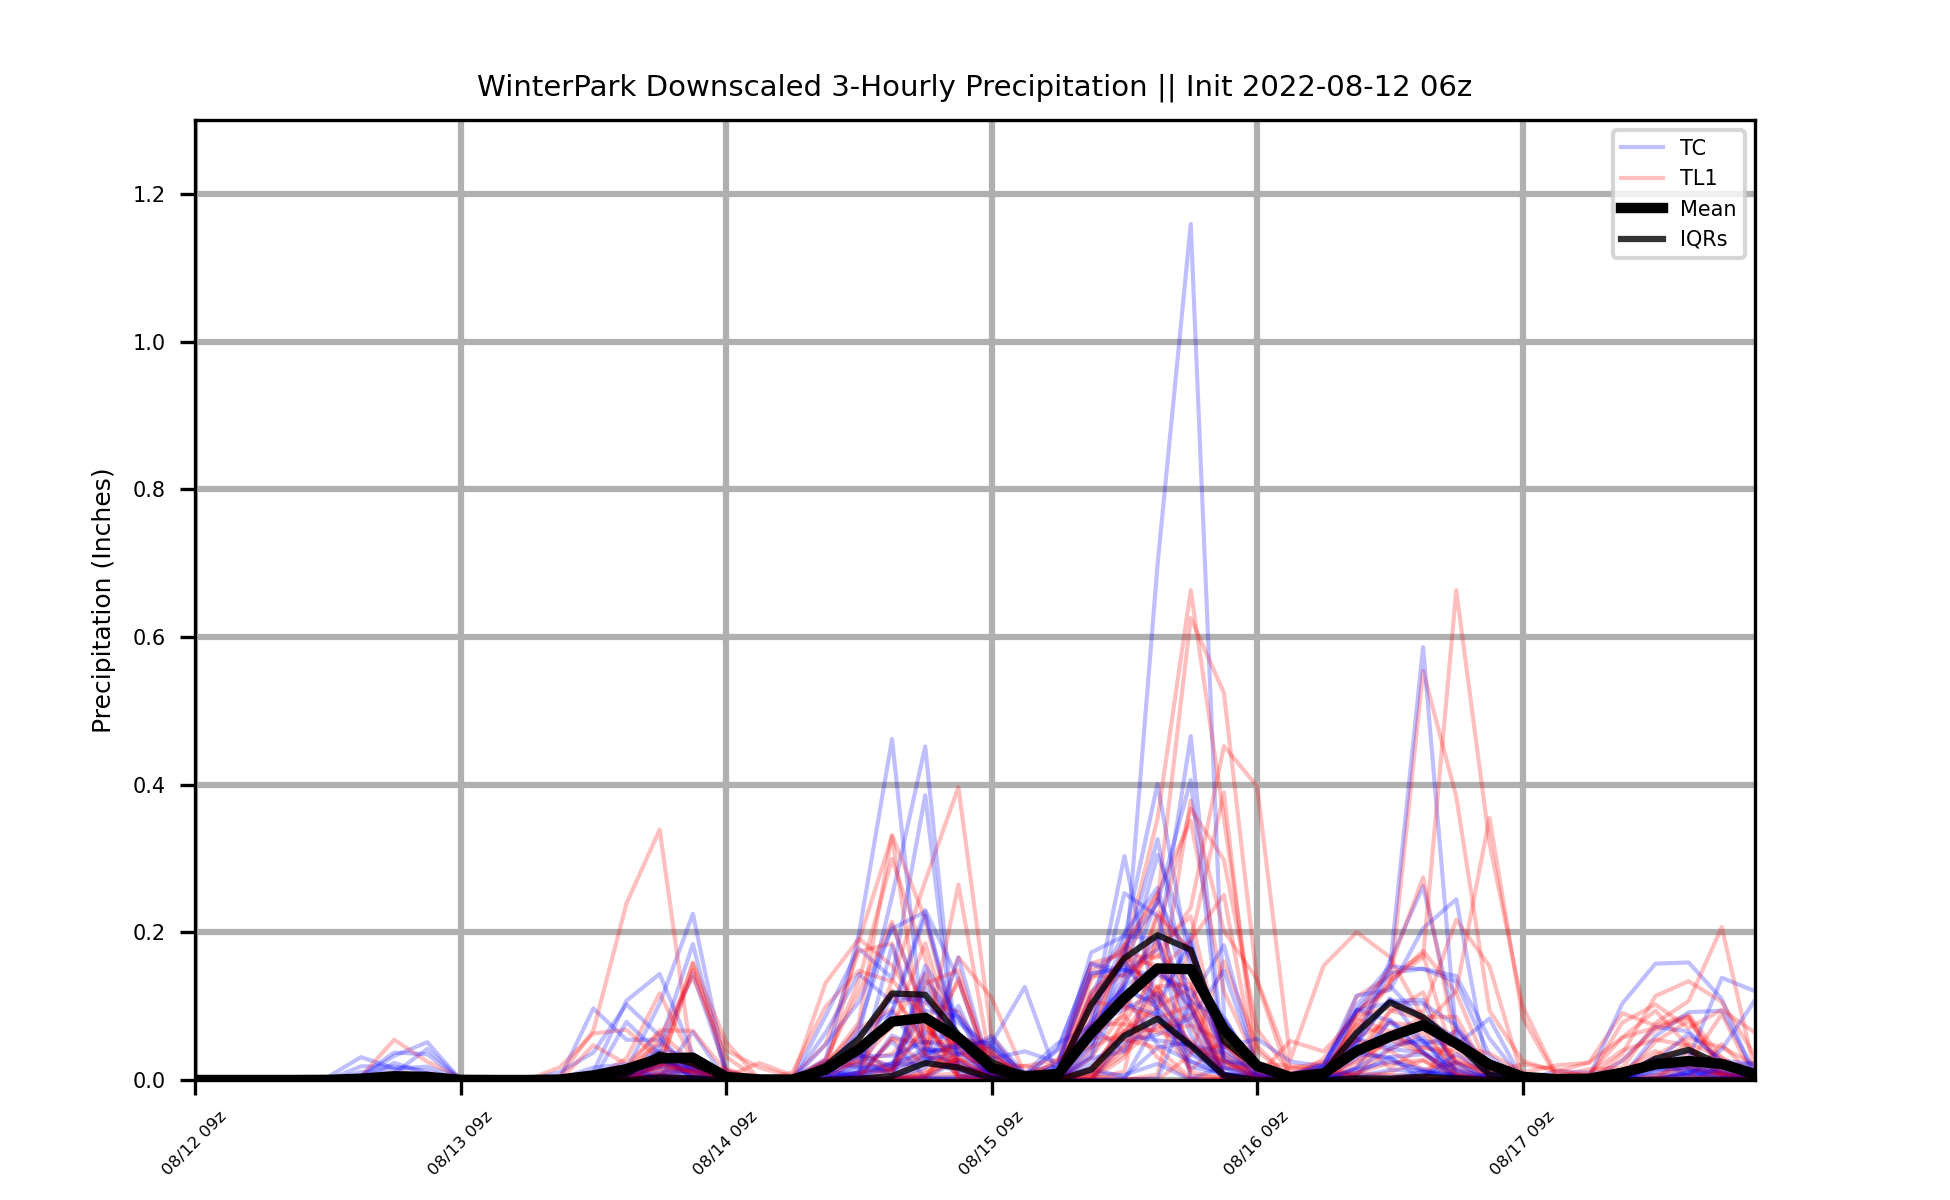 WinterPark Downscaled 3-Hourly Precipitation || Init 2022-08-12 06z
TC
TL1
Mean
IQRs
Precipitation (Inches)
1.2
1.0
0.8
0.6
0.4
0.2
0.0
08/12 09z
08/13 09z
08/14 09z
08/15 09z
08/16 09z
08/17 09z